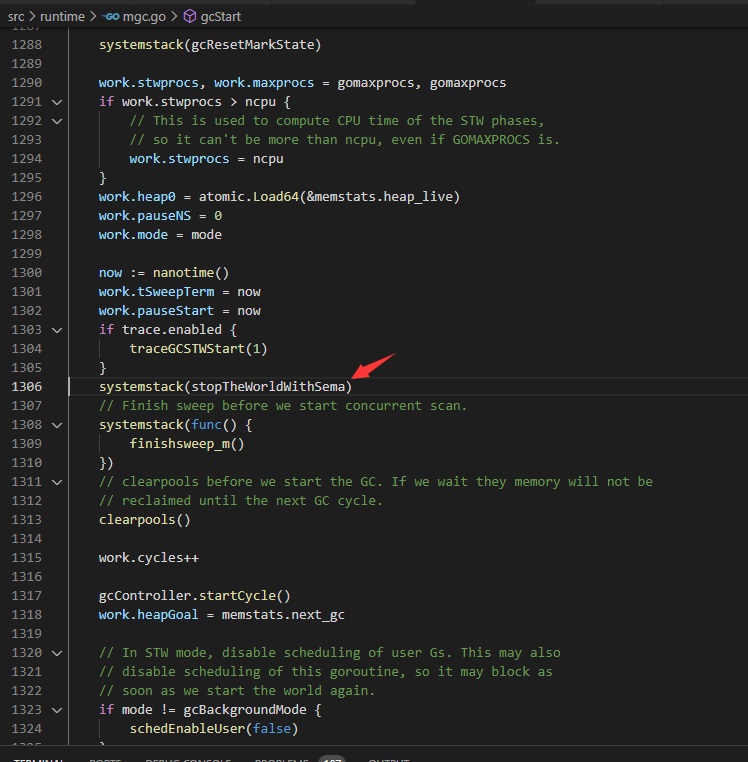 src > runtime > mgc.go > gcStart
1288 systemstack(gcResetMarkState)
1289
1290 work.stwprocs, work.maxprocs = gomaxprocs, gomaxprocs
1291 if work.stwprocs > ncpu {
1292 // This is used to compute CPU time of the STW phases,
1293 // so it can't be more than ncpu, even if GOMAXPROCS is.
1294 work.stwprocs = ncpu
1295 }
1296 work.heap0 = atomic.Load64(&memstats.heap_live)
1297 work.pauseNS = 0
1298 work.mode = mode
1299
1300 now := nanotime()
1301 work.tSweepTerm = now
1302 work.pauseStart = now
1303 if trace.enabled {
1304 traceGCSTWStart(1)
1305 }
1306 systemstack(stopTheWorldWithSema)
1307 // Finish sweep before we start concurrent scan.
1308 systemstack(func() {
1309 finishsweep_m()
1310 })
1311 // clearpools before we start the GC. If we wait they memory will not be
1312 // reclaimed until the next GC cycle.
1313 clearpools()
1314
1315 work.cycles++
1316
1317 gcController.startCycle()
1318 work.heapGoal = memstats.next_gc
1319
1320 // In STW mode, disable scheduling of user Gs. This may also
1321 // disable scheduling of this goroutine, so it may block as
1322 // soon as we start the world again.
1323 if mode != gcBackgroundMode {
1324 schedEnableUser(false)
1325 }
TERMINAL PORTS DEBUG CONSOLE PROBLEMS 107 OUTPUT